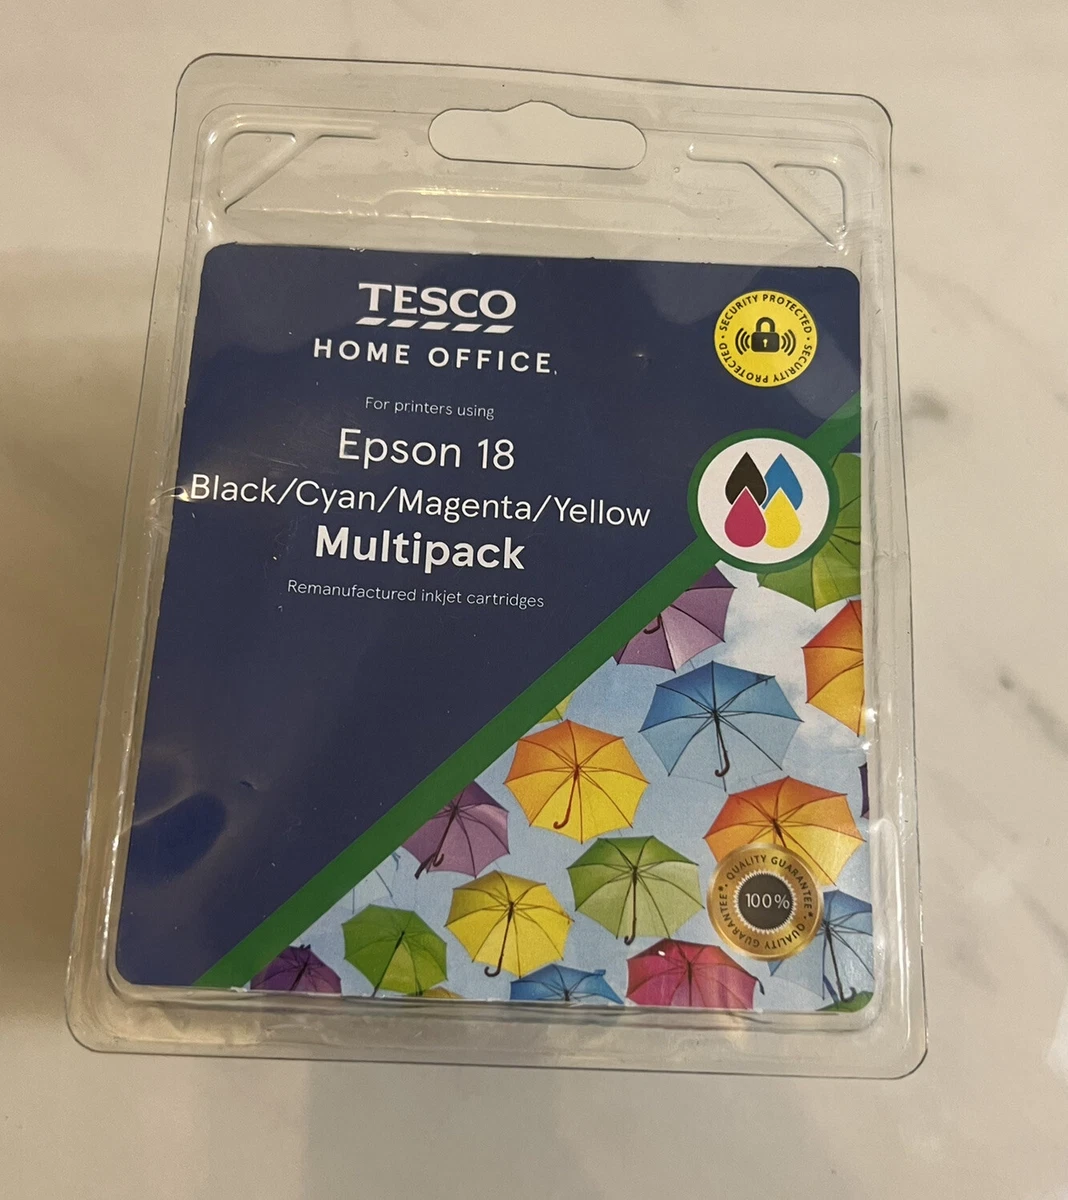 TESCO
HOME OFFICE.
For printers using
Epson 18
Black/Cyan/Magenta/Yellow
Multipack
Remanufactured inkjet cartridges
SECURITY PROTECTED • SECURITY PROTECTED •
QUALITY GUARANTEE* • QUALITY GUARANTEE* •
100%